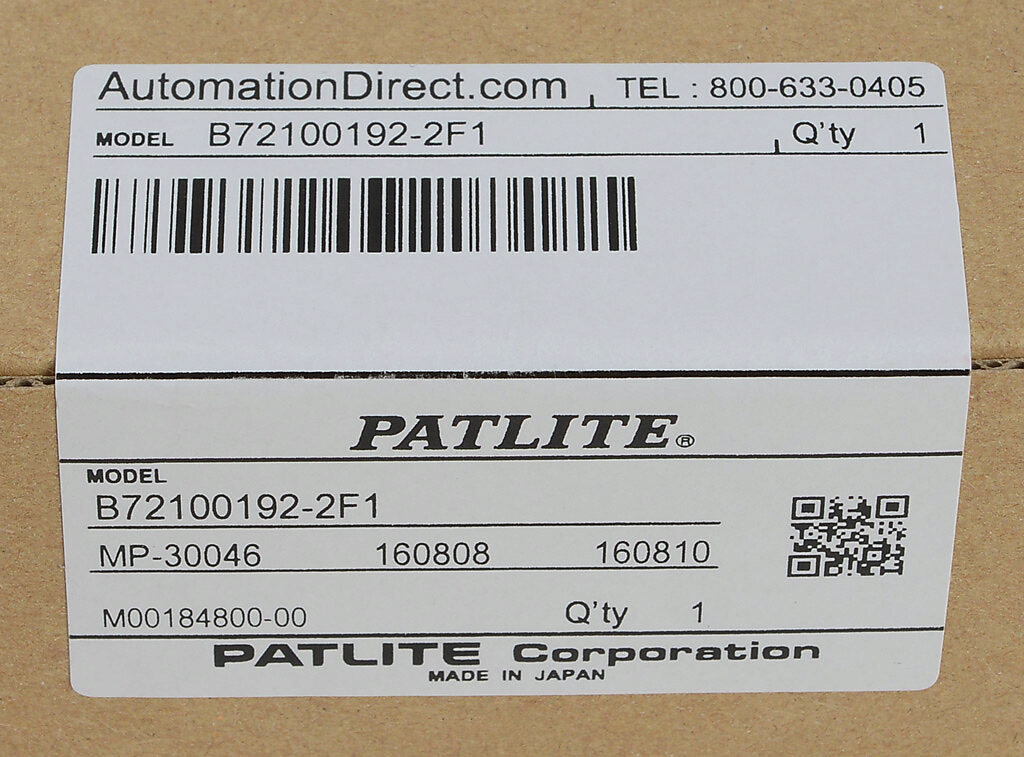 AutomationDirect.com TEL : 800-633-0405
MODEL B72100192-2F1 Q'ty 1
PATLITE®
MODEL
B72100192-2F1
MP-30046 160808 160810
M00184800-00 Q'ty 1
PATLITE Corporation
MADE IN JAPAN